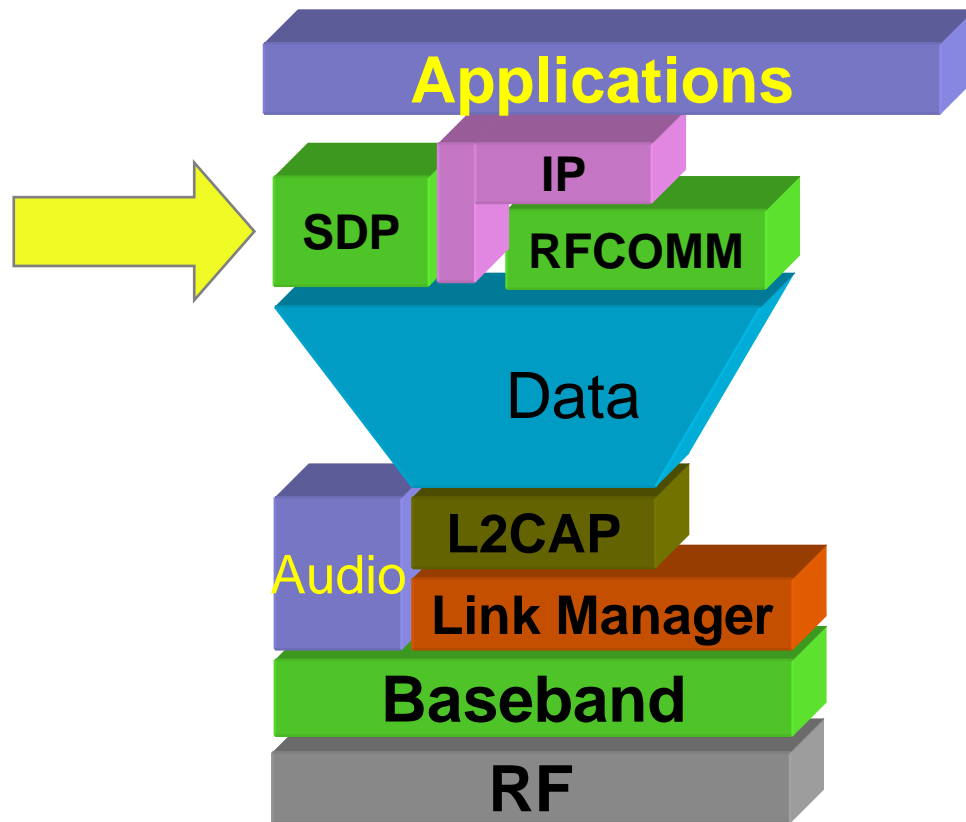 Applications
IP
SDP
RFCOMM
Data
L2CAP
Audio
Link Manager
Baseband
RF